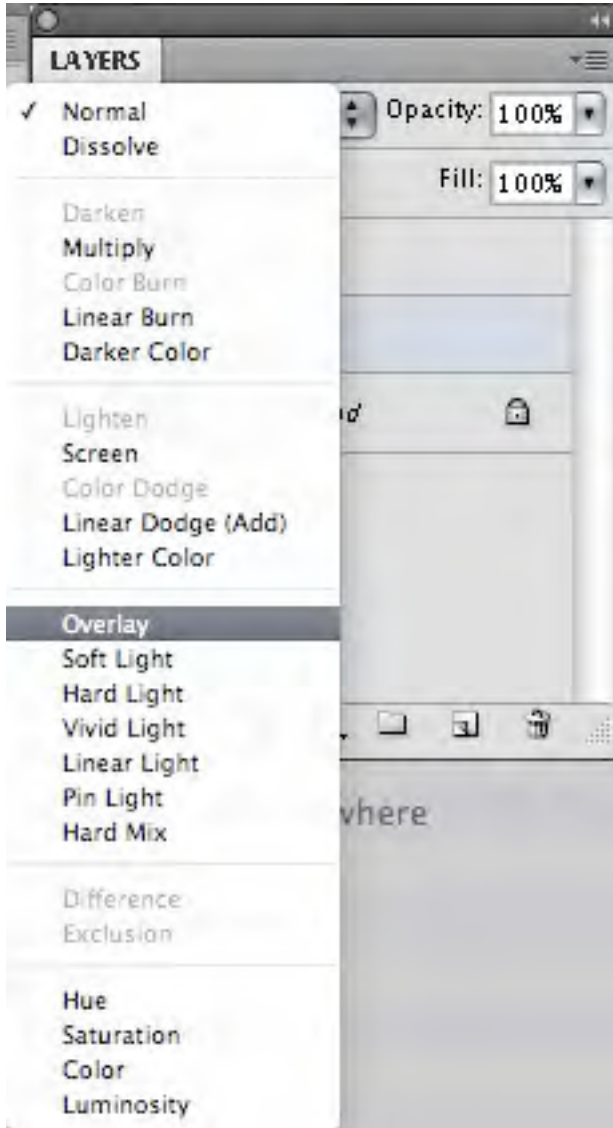 LAYERS
✓ Normal
Opacity: 100%
Dissolve
Fill: 100%
Darken
Multiply
Color Burn
Linear Burn
Darker Color
Lighten
Screen
Color Dodge
Linear Dodge (Add)
Lighter Color
Overlay
Soft Light
Hard Light
Vivid Light
Linear Light
Pin Light
Hard Mix
where
Difference
Exclusion
Hue
Saturation
Color
Luminosity